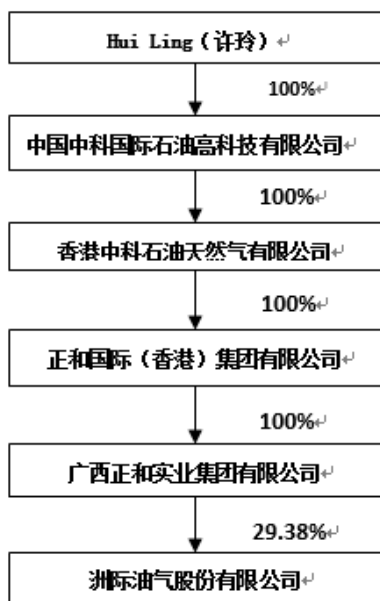 Hui Ling（许玲）↵
100%↵
中国中科国际石油高科技有限公司↵
100%↵
香港中科石油天然气有限公司↵
100%↵
正和国际（香港）集团有限公司↵
100%↵
广西正和实业集团有限公司↵
29.38%↵
洲际油气股份有限公司↵